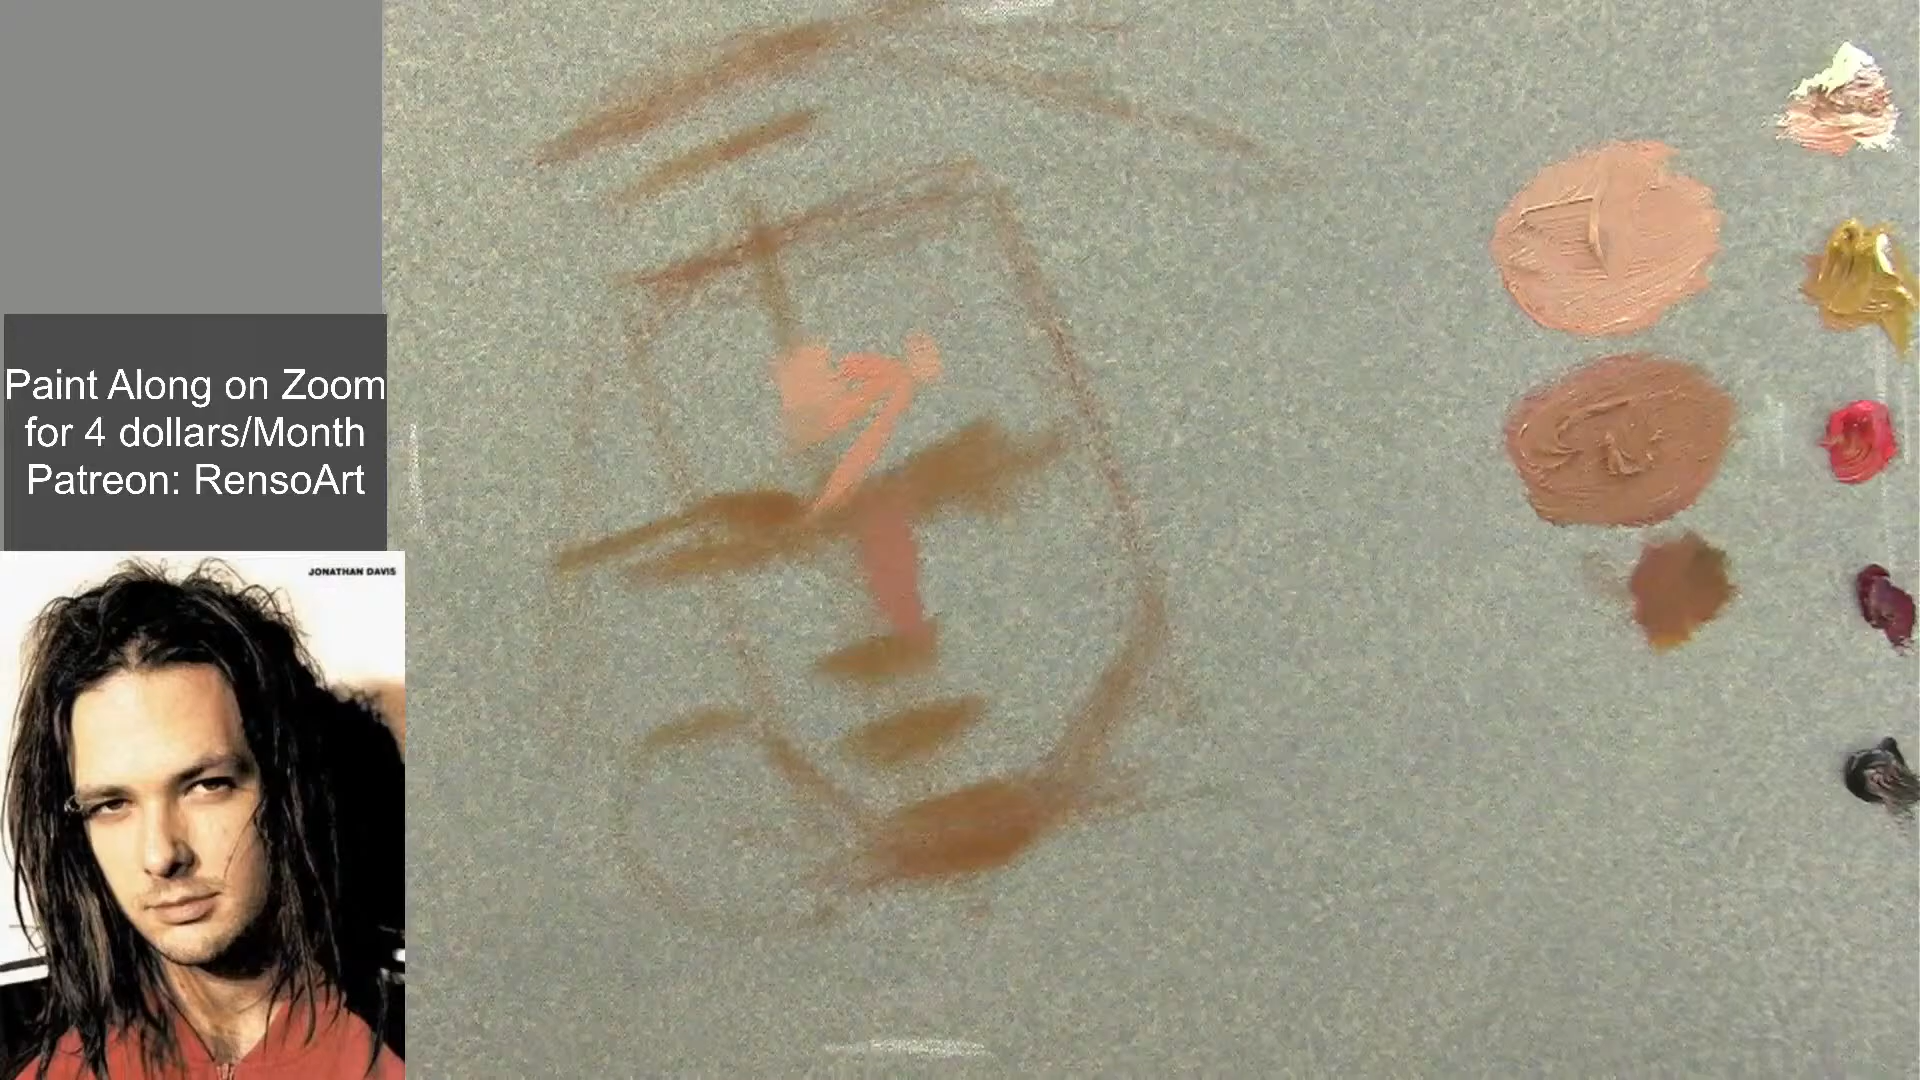 Paint Along on Zoom
for 4 dollars/Month
Patreon: RensoArt
JONATHAN DAVIS